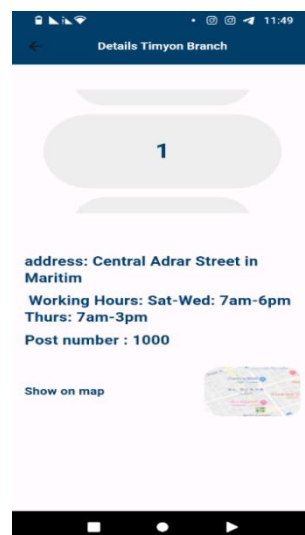 11:49
Details Timyon Branch
1
address: Central Adrar Street in
Maritim
Working Hours: Sat-Wed: 7am-6pm
Thurs: 7am-3pm
Post number : 1000
Show on map